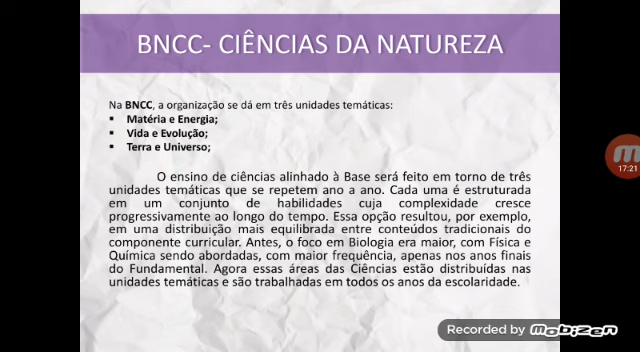 BNCC- CIÊNCIAS DA NATUREZA
Na BNCC, a organização se dá em três unidades temáticas:
▪ Matéria e Energia;
▪ Vida e Evolução;
▪ Terra e Universo;
O ensino de ciências alinhado à Base será feito em torno de três
unidades temáticas que se repetem ano a ano. Cada uma é estruturada
em um conjunto de habilidades cuja complexidade cresce
progressivamente ao longo do tempo. Essa opção resultou, por exemplo,
em uma distribuição mais equilibrada entre conteúdos tradicionais do
componente curricular. Antes, o foco em Biologia era maior, com Física e
Química sendo abordadas, com maior frequência, apenas nos anos finais
do Fundamental. Agora essas áreas das Ciências estão distribuídas nas
unidades temáticas e são trabalhadas em todos os anos da escolaridade.
17:21
Recorded by Mobizen